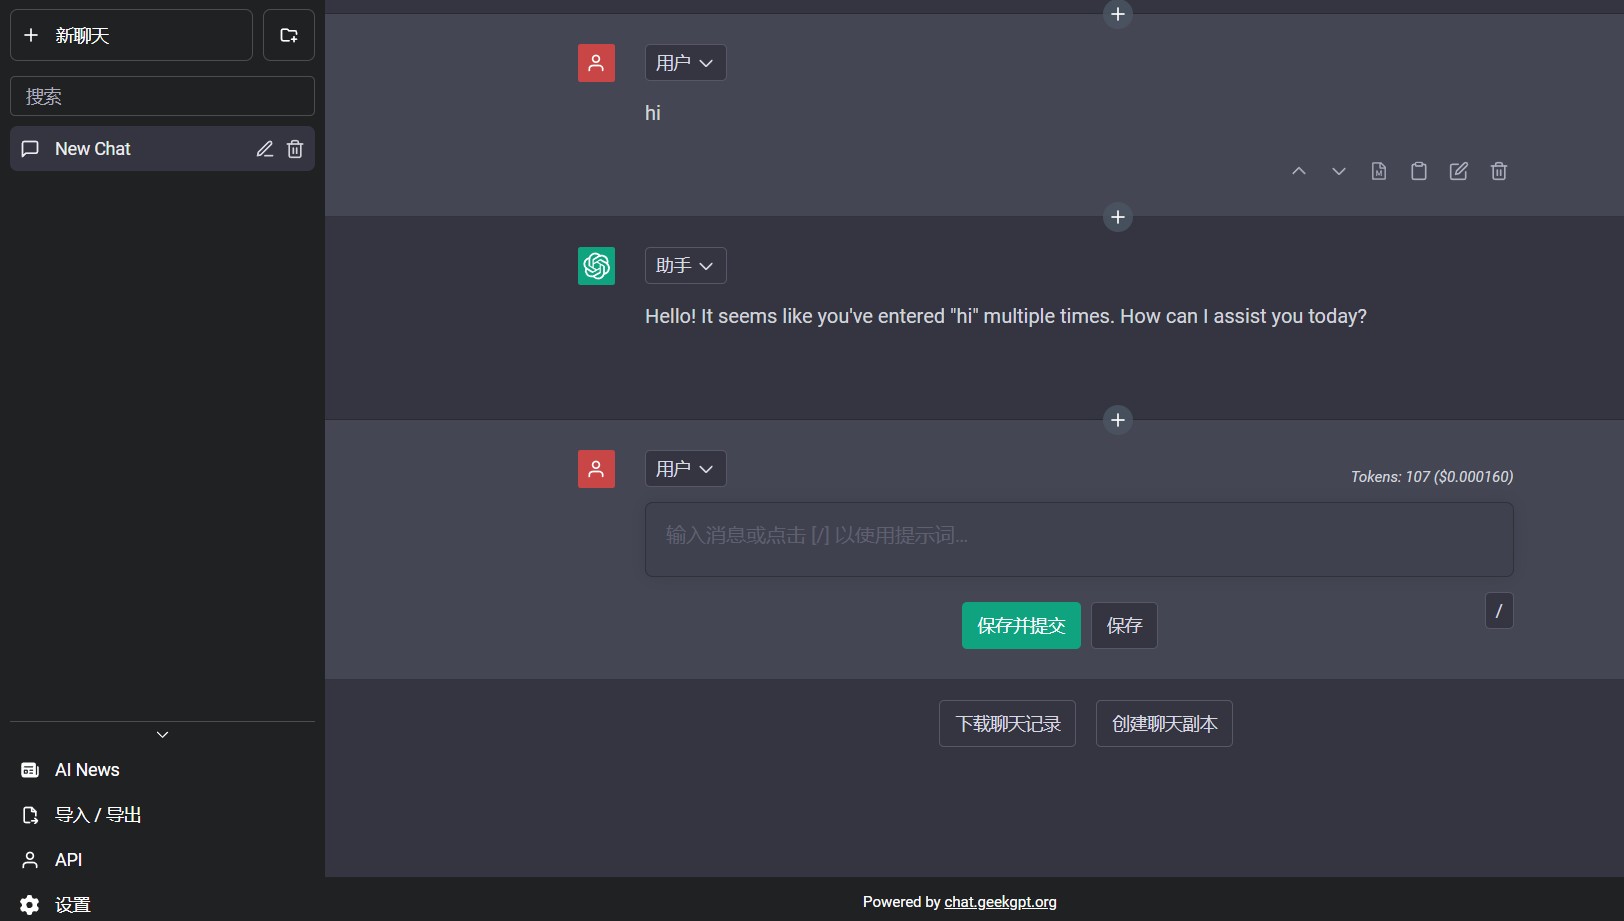 新聊天
搜索
New Chat
AI News
导入 / 导出
API
设置
用户
hi
助手
Hello! It seems like you've entered "hi" multiple times. How can I assist you today?
用户
Tokens: 107 ($0.000160)
输入消息或点击 [/] 以使用提示词...
/
保存并提交
保存
下载聊天记录
创建聊天副本
Powered by chat.geekgpt.org